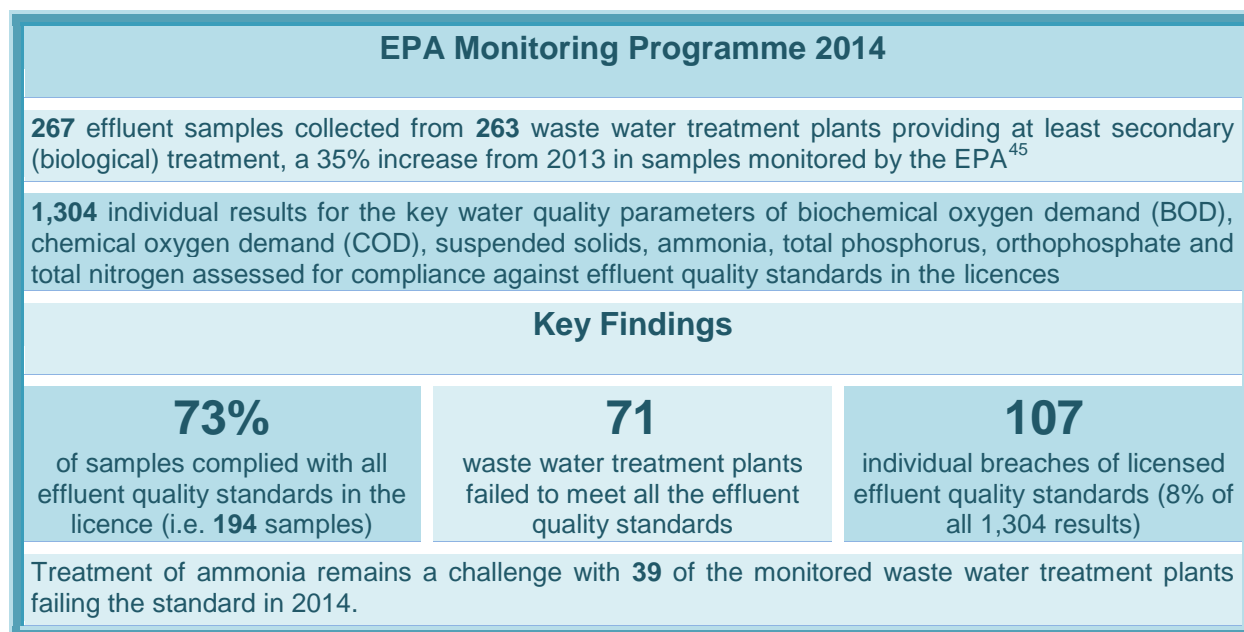 EPA Monitoring Programme 2014
267 effluent samples collected from 263 waste water treatment plants providing at least secondary
(biological) treatment, a 35% increase from 2013 in samples monitored by the EPA45
1,304 individual results for the key water quality parameters of biochemical oxygen demand (BOD),
chemical oxygen demand (COD), suspended solids, ammonia, total phosphorus, orthophosphate and
total nitrogen assessed for compliance against effluent quality standards in the licences
Key Findings
73%
of samples complied with all
effluent quality standards in the
licence (i.e. 194 samples)
71
waste water treatment plants
failed to meet all the effluent
quality standards
107
individual breaches of licensed
effluent quality standards (8% of
all 1,304 results)
Treatment of ammonia remains a challenge with 39 of the monitored waste water treatment plants
failing the standard in 2014.